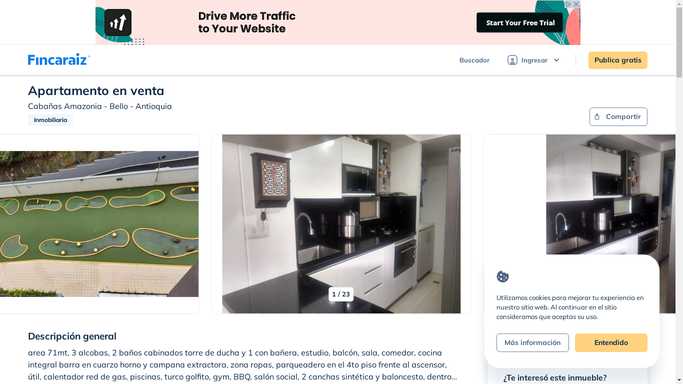 Drive More Traffic
to Your Website
Start Your Free Trial
Fincaraíz
Buscador
Ingresar
Publica gratis
Apartamento en venta
Cabañas Amazonia - Bello - Antioquia
Inmobiliaria
Compartir
1 / 23
Utilizamos cookies para mejorar tu experiencia en
nuestro sitio web. Al continuar en el sitio
consideramos que aceptas su uso.
Más información
Entendido
Descripción general
area 71mt, 3 alcobas, 2 baños cabinados torre de ducha y 1 con bañera, estudio, balcón, sala, comedor, cocina
integral barra en cuarzo horno y campana extractora, zona ropas, parqueadero en el 4to piso frente al ascensor,
útil, calentador red de gas, piscinas, turco golfito, gym, BBQ, salón social, 2 canchas sintética y baloncesto, dentro...
¿Te interesó este inmueble?